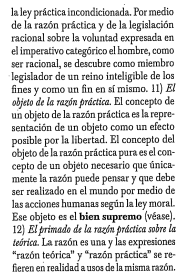 la ley práctica incondicionada. Por medio
de la razón práctica y de la legislación
racional sobre la voluntad expresada en
el imperativo categórico el hombre, como
ser racional, se descubre como miembro
legislador de un reino inteligible de los
fines y como un fin en sí mismo. 11) El
objeto de la razón práctica. El concepto de
un objeto de la razón práctica es la repre-
sentación de un objeto como un efecto
posible por la libertad. El concepto del
objeto de la razón práctica pura es el con-
cepto de un objeto necesario que única-
mente la razón puede pensar y que debe
ser realizado en el mundo por medio de
las acciones humanas según la ley moral.
Ese objeto es el bien supremo (véase).
12) El primado de la razón práctica sobre la
teórica. La razón es una y las expresiones
“razón teórica” y “razón práctica” se re-
fieren en realidad a usos de la misma razón.